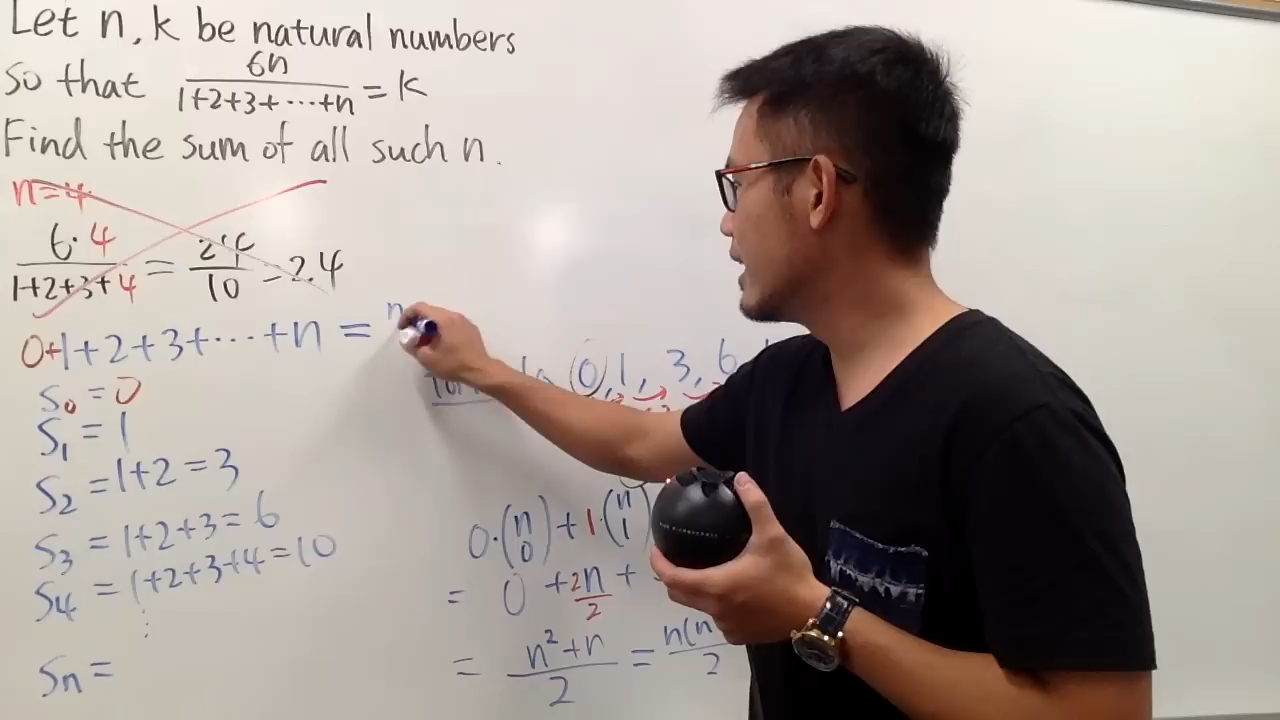 Let n, k be natural numbers
so that 6n / 1+2+3+⋯+n = k
Find the sum of all such n.
n=4
6·4 / 1+2+3+4 = 24 / 10 = 2.4
0+1+2+3+⋯+n = n
S₀ = 0
S₁ = 1
S₂ = 1+2 = 3
S₃ = 1+2+3 = 6
S₄ = 1+2+3+4 = 10
⋮
Sn =
0, 1, 3, 6,
0·(n 0) + 1·(n 1)
= 0 + 2n / 2 +
= n²+n / 2 = n(n / 2